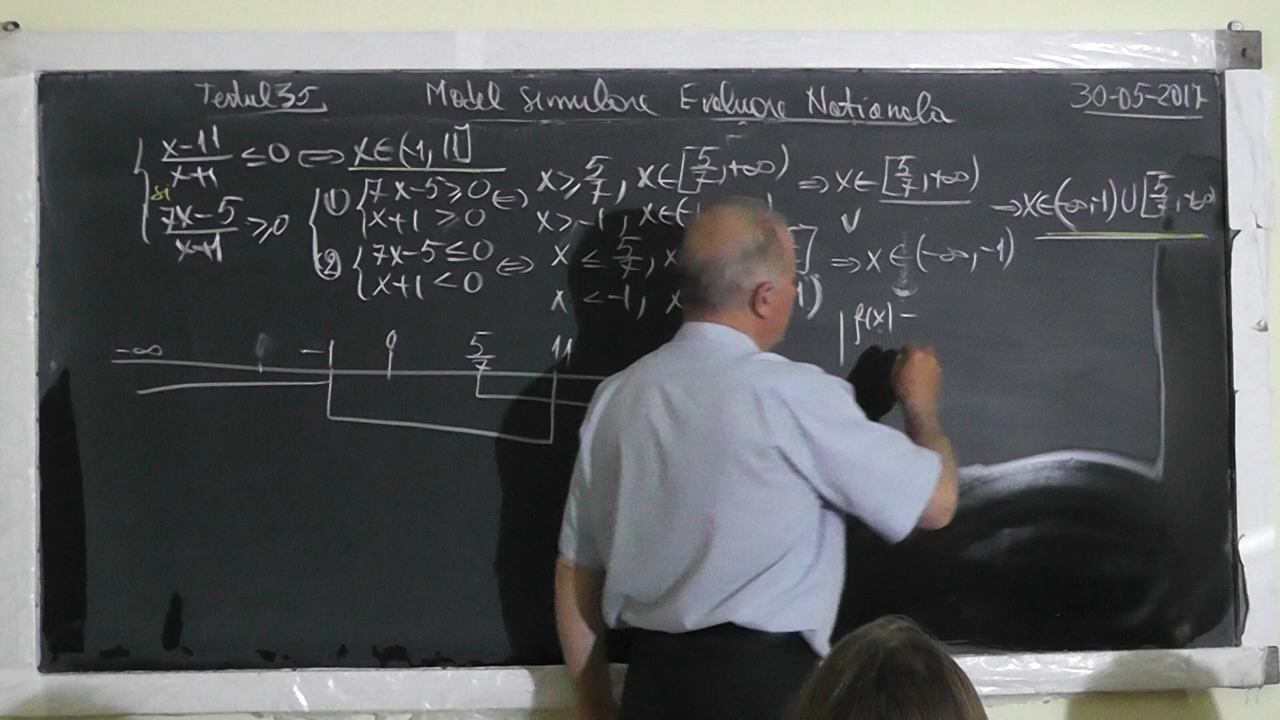 Testul 35 Model Simulare Evaluare Nationala 30-05-2017
x-11/x+1 ≤ 0 ⇔ x∈(-1, 11]
și
7x-5/x+1 ≥ 0
1) 7x-5≥0 ⇔ x≥5/7, x∈[5/7, +∞) ⇒ x∈[5/7, +∞)
x+1 >0 x>-1, x∈(
∨
2) 7x-5≤0 ⇔ x ≤ 5/7, x ] ⇒ x∈(-∞, -1)
x+1 <0 x <-1, x 1)
⇒ x∈(-∞, -1)∪[5/7, +∞)
|f(x)-
-∞ -1 0 5/7 11